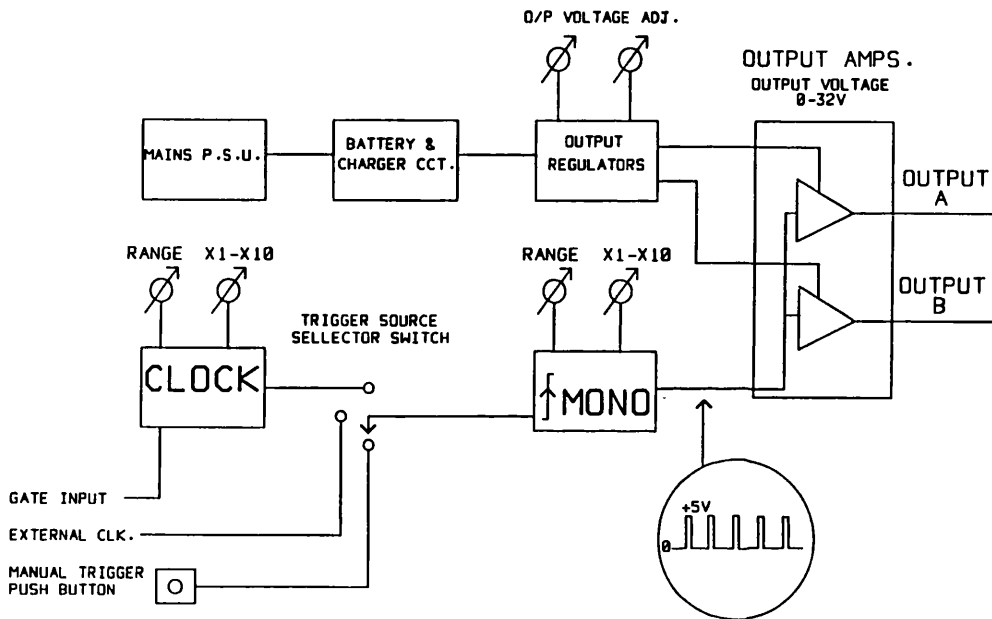 O/P VOLTAGE ADJ.
OUTPUT AMPS.
OUTPUT VOLTAGE
0-32V
MAINS P.S.U.
BATTERY &
CHARGER CCT.
OUTPUT
REGULATORS
OUTPUT
A
OUTPUT
B
RANGE X1-X10
RANGE X1-X10
TRIGGER SOURCE
SELLECTOR SWITCH
CLOCK
MONO
GATE INPUT
EXTERNAL CLK.
MANUAL TRIGGER
PUSH BUTTON
+5V
0